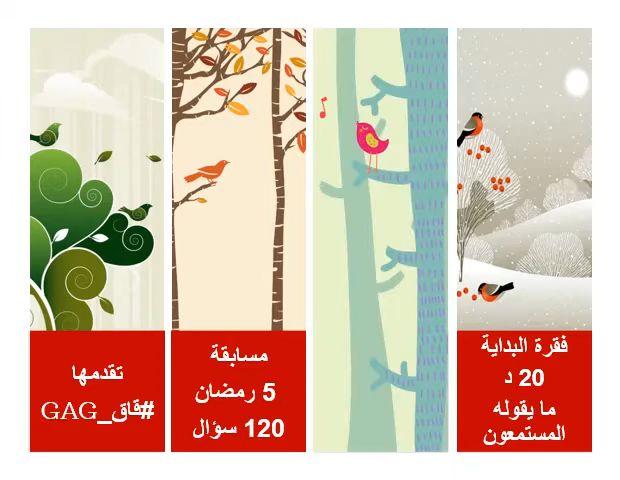 فقرة البداية
20 د
ما يقوله
المستمعون
مسابقة
5 رمضان
120 سؤال
تقدمها
#قاق_GAG